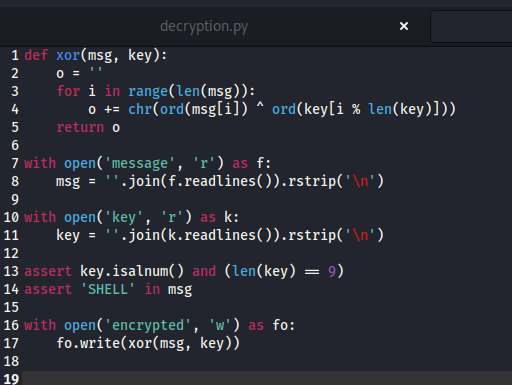 decryption.py ×
1 def xor(msg, key):
2     o = ''
3     for i in range(len(msg)):
4         o += chr(ord(msg[i]) ^ ord(key[i % len(key)]))
5     return o
6
7 with open('message', 'r') as f:
8     msg = ''.join(f.readlines()).rstrip('\n')
9
10 with open('key', 'r') as k:
11     key = ''.join(k.readlines()).rstrip('\n')
12
13 assert key.isalnum() and (len(key) == 9)
14 assert 'SHELL' in msg
15
16 with open('encrypted', 'w') as fo:
17     fo.write(xor(msg, key))
18
19